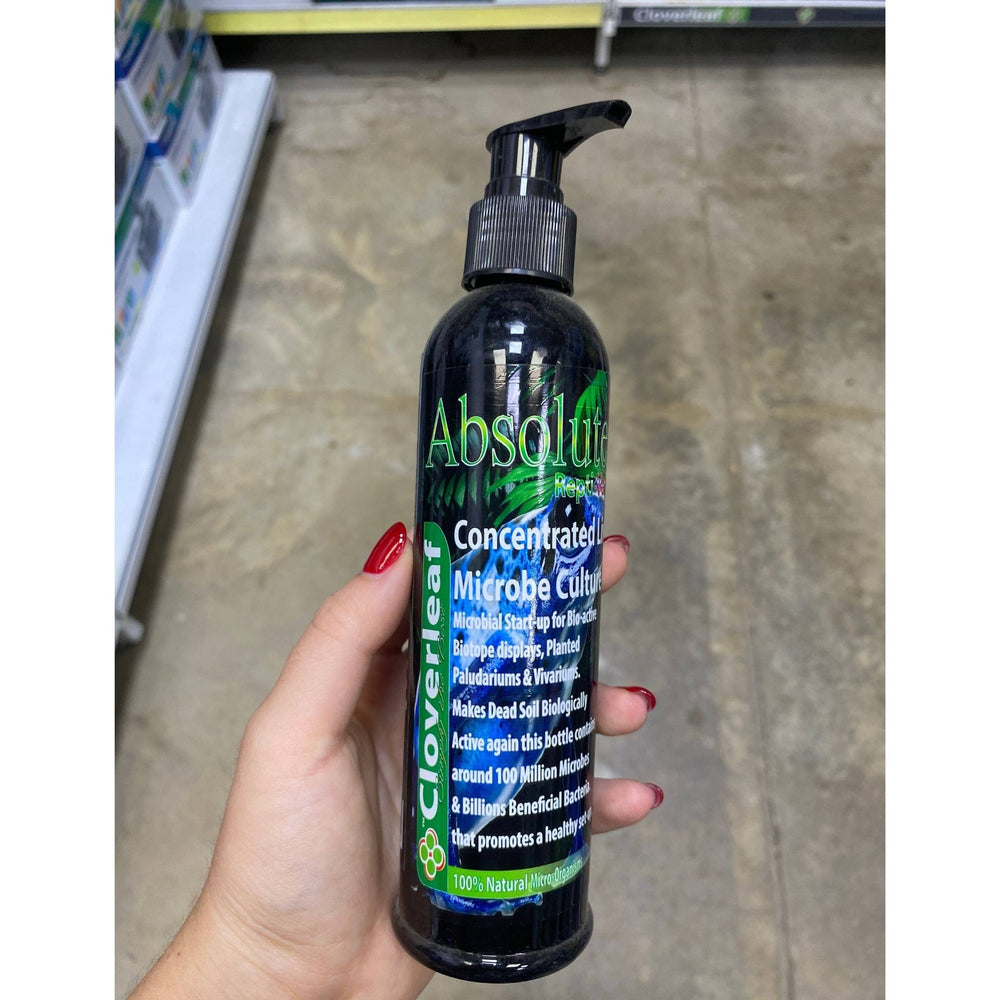 Cloverleaf
Absolute
Concentrated
Microbe Culture
Microbial Start-up for Bio-active
Biotope displays, Planted
Paludariums & Vivariums.
Makes Dead Soil Biologically
Active again this bottle contain
around 100 Million Microbes
& Billions Beneficial Bacteria
that promotes a healthy set
Cloverleaf
100% Natural Micro-Organisms